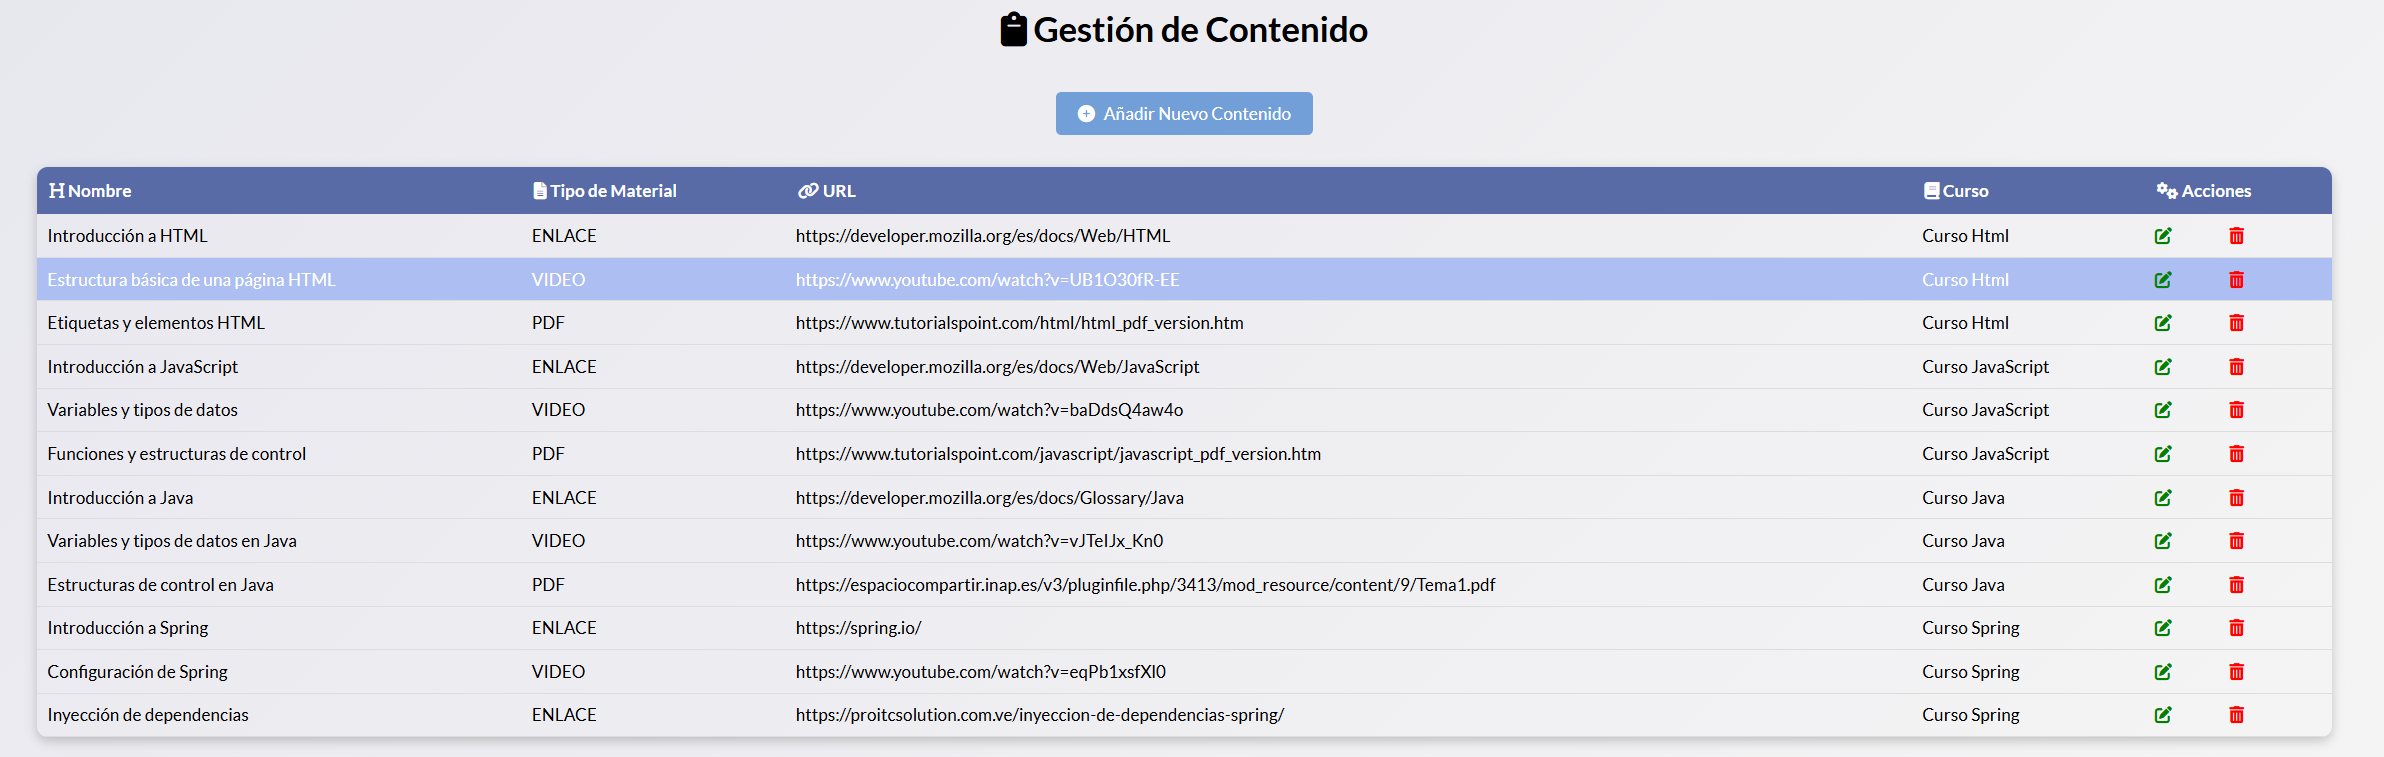 Gestión de Contenido
Añadir Nuevo Contenido
Nombre Tipo de Material URL Curso Acciones
Introducción a HTML ENLACE https://developer.mozilla.org/es/docs/Web/HTML Curso Html
Estructura básica de una página HTML VIDEO https://www.youtube.com/watch?v=UB1O30fR-EE Curso Html
Etiquetas y elementos HTML PDF https://www.tutorialspoint.com/html/html_pdf_version.htm Curso Html
Introducción a JavaScript ENLACE https://developer.mozilla.org/es/docs/Web/JavaScript Curso JavaScript
Variables y tipos de datos VIDEO https://www.youtube.com/watch?v=baDdsQ4aw4o Curso JavaScript
Funciones y estructuras de control PDF https://www.tutorialspoint.com/javascript/javascript_pdf_version.htm Curso JavaScript
Introducción a Java ENLACE https://developer.mozilla.org/es/docs/Glossary/Java Curso Java
Variables y tipos de datos en Java VIDEO https://www.youtube.com/watch?v=vJTeIJx_Kn0 Curso Java
Estructuras de control en Java PDF https://espaciocompartir.inap.es/v3/pluginfile.php/3413/mod_resource/content/9/Tema1.pdf Curso Java
Introducción a Spring ENLACE https://spring.io/ Curso Spring
Configuración de Spring VIDEO https://www.youtube.com/watch?v=eqPb1xsfXI0 Curso Spring
Inyección de dependencias ENLACE https://proitcsolution.com.ve/inyeccion-de-dependencias-spring/ Curso Spring